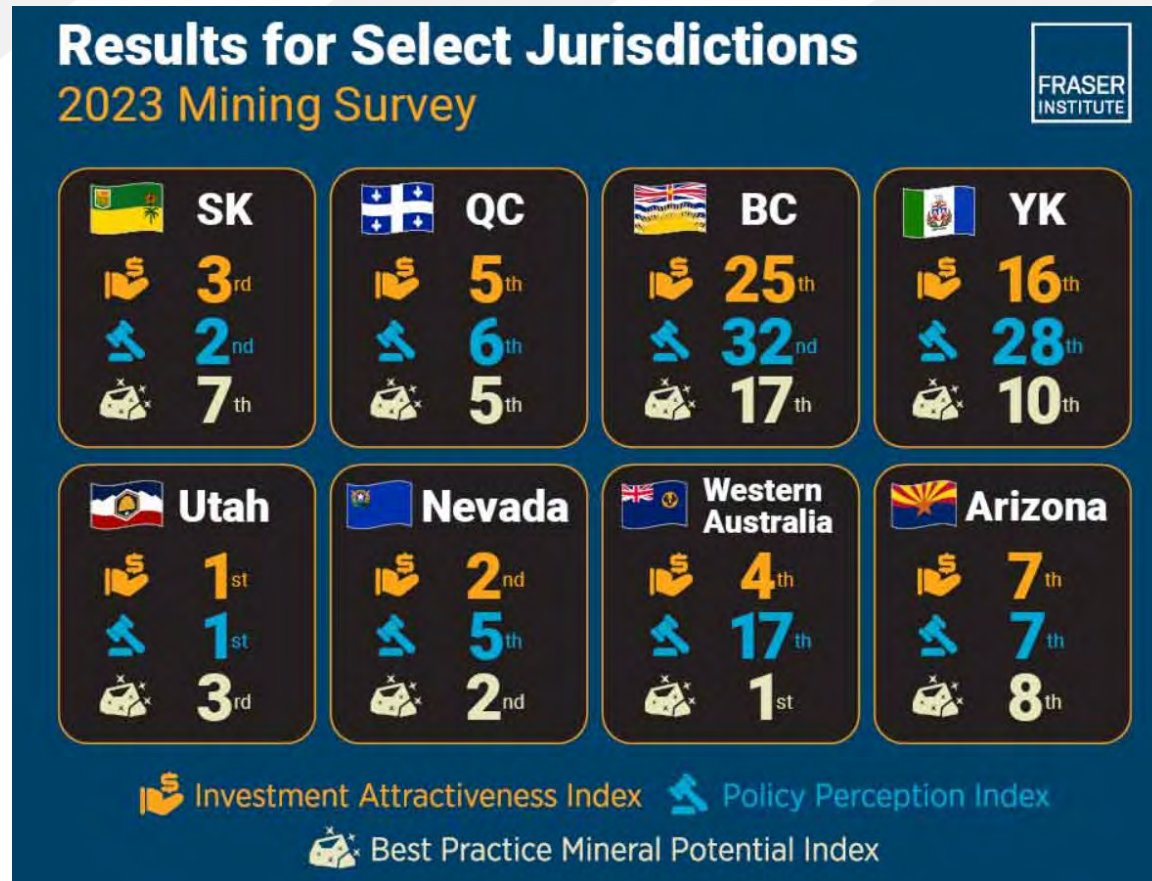 Results for Select Jurisdictions
2023 Mining Survey
FRASER
INSTITUTE
SK
3rd
2nd
7th
QC
5th
6th
5th
BC
25th
32nd
17th
YK
16th
28th
10th
Utah
1st
1st
3rd
Nevada
2nd
5th
2nd
Western
Australia
4th
17th
1st
Arizona
7th
7th
8th
Investment Attractiveness Index
Policy Perception Index
Best Practice Mineral Potential Index